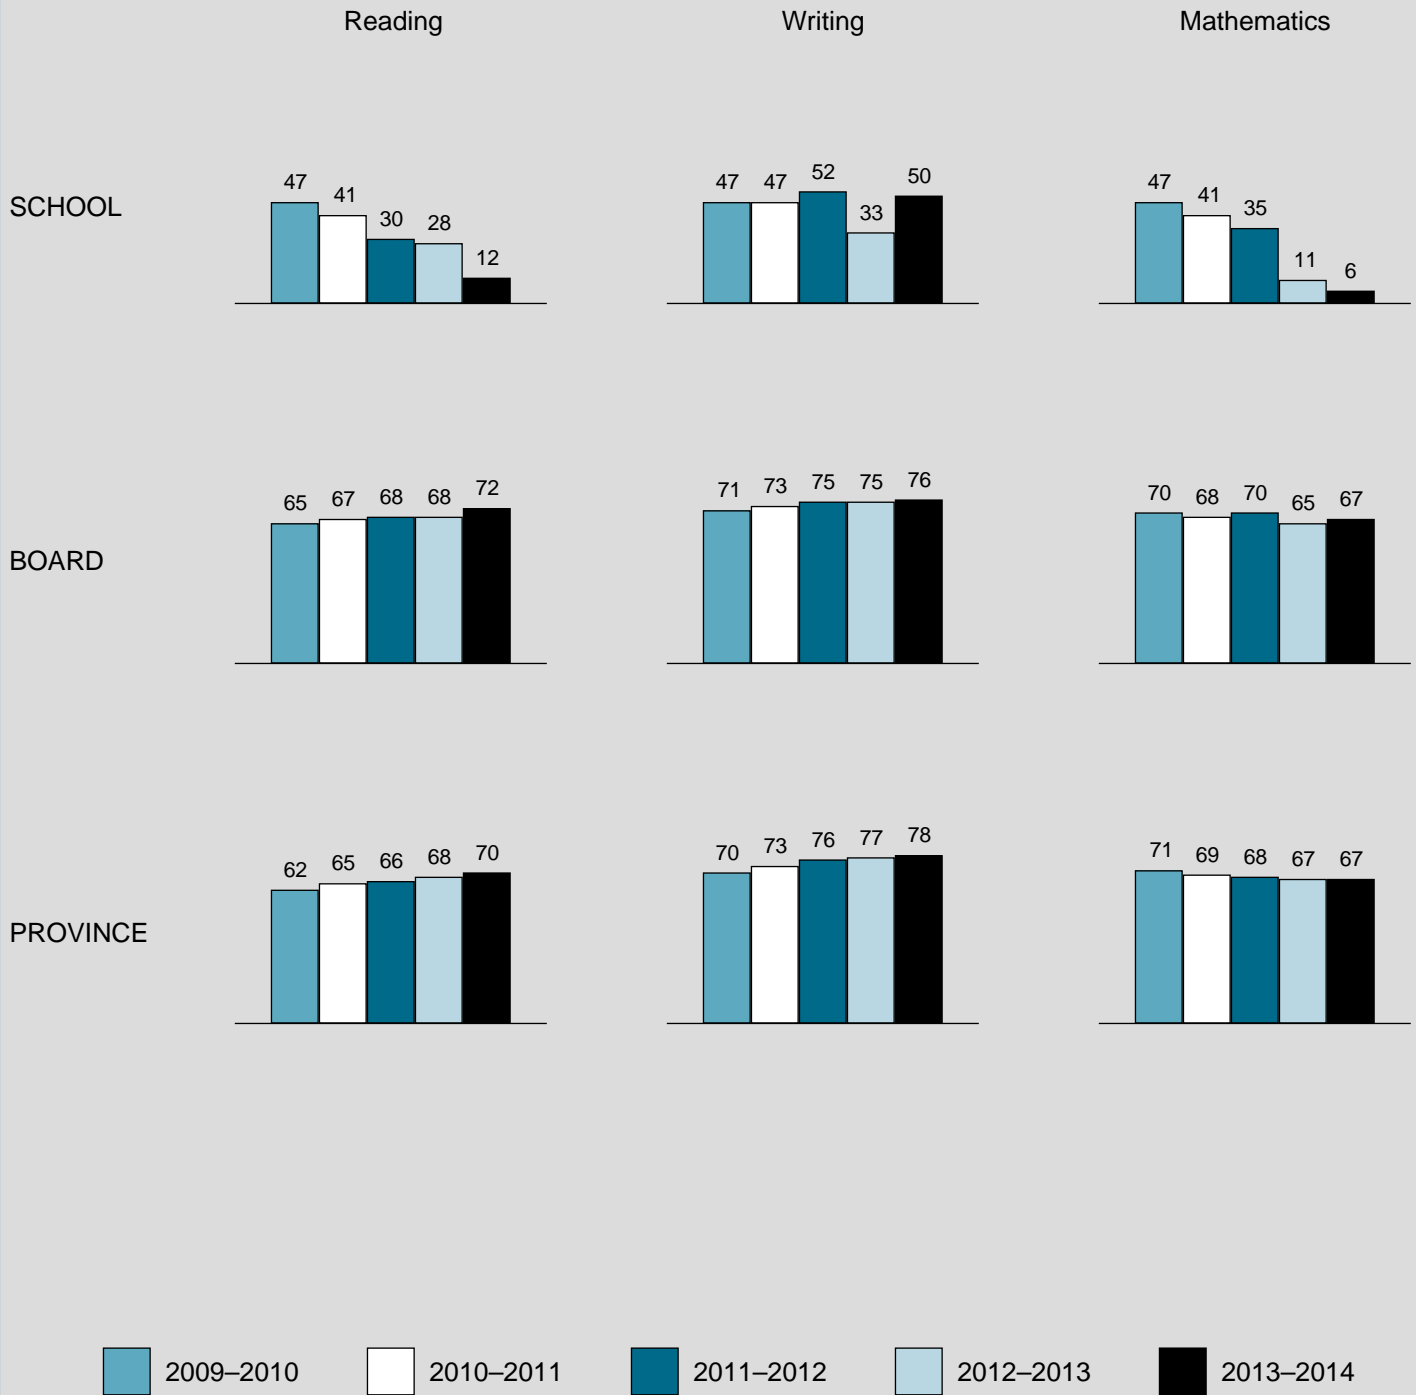 Reading Writing Mathematics
SCHOOL
47 41 30 28 12
47 47 52 33 50
47 41 35 11 6
BOARD
65 67 68 68 72
71 73 75 75 76
70 68 70 65 67
PROVINCE
62 65 66 68 70
70 73 76 77 78
71 69 68 67 67
2009–2010 2010–2011 2011–2012 2012–2013 2013–2014